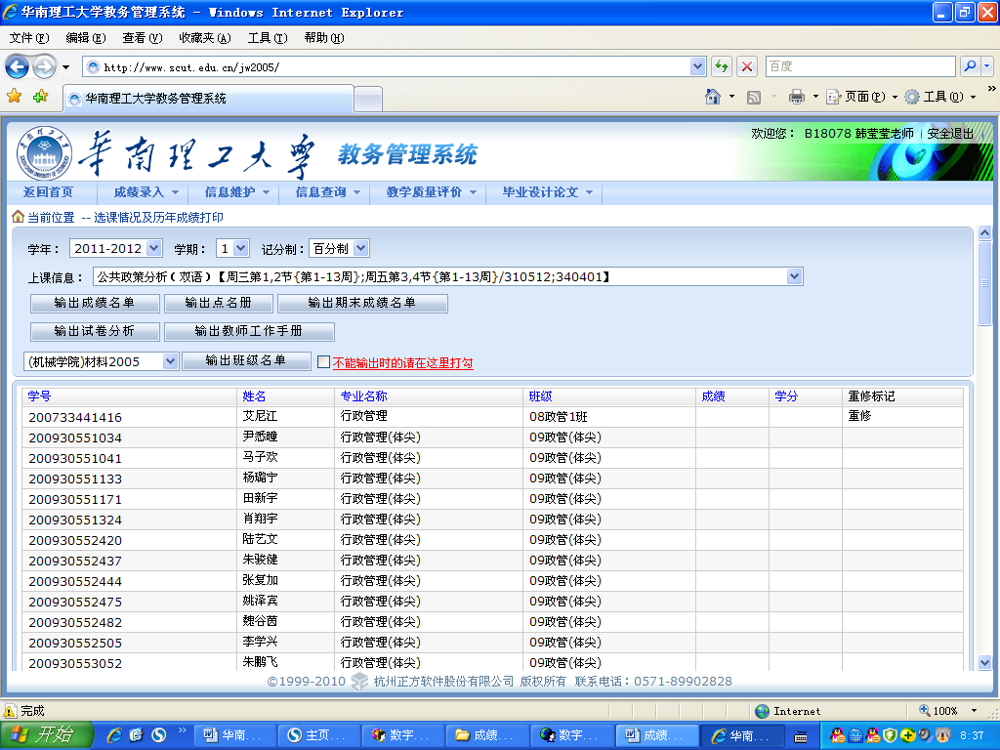 华南理工大学教务管理系统 - Windows Internet Explorer
文件(F) 编辑(E) 查看(V) 收藏夹(A) 工具(T) 帮助(H)
http://www.scut.edu.cn/jw2005/ 百度
华南理工大学教务管理系统 页面(P) 工具(O) »
华南理工大学 教务管理系统 欢迎您： B18078 韩莹莹老师 | 安全退出
返回首页 成绩录入 信息维护 信息查询 教学质量评价 毕业设计论文
当前位置 -- 选课情况及历年成绩打印
学年： 2011-2012 学期： 1 记分制： 百分制
上课信息： 公共政策分析（双语）【周三第1,2节{第1-13周};周五第3,4节{第1-13周}/310512;340401】
输出成绩名单 输出点名册 输出期末成绩名单
输出试卷分析 输出教师工作手册
(机械学院)材料2005 输出班级名单 不能输出时的请在这里打勾
学号 姓名 专业名称 班级 成绩 学分 重修标记
200733441416 艾尼江 行政管理 08政管1班 重修
200930551034 尹悉曈 行政管理(体尖) 09政管(体尖)
200930551041 马子欢 行政管理(体尖) 09政管(体尖)
200930551133 杨璐宁 行政管理(体尖) 09政管(体尖)
200930551171 田新宇 行政管理(体尖) 09政管(体尖)
200930551324 肖翔宇 行政管理(体尖) 09政管(体尖)
200930552420 陆艺文 行政管理(体尖) 09政管(体尖)
200930552437 朱骏健 行政管理(体尖) 09政管(体尖)
200930552444 张复加 行政管理(体尖) 09政管(体尖)
200930552475 姚泽宾 行政管理(体尖) 09政管(体尖)
200930552482 魏谷茵 行政管理(体尖) 09政管(体尖)
200930552505 李学兴 行政管理(体尖) 09政管(体尖)
200930553052 朱鹏飞 行政管理(体尖) 09政管(体尖)
©1999-2010 杭州正方软件股份有限公司 版权所有 联系电话：0571-89902828
完成 Internet 100%
开始 » 华南... 主页... 数字... 成绩... 数字... 成绩... 华南... 8:37